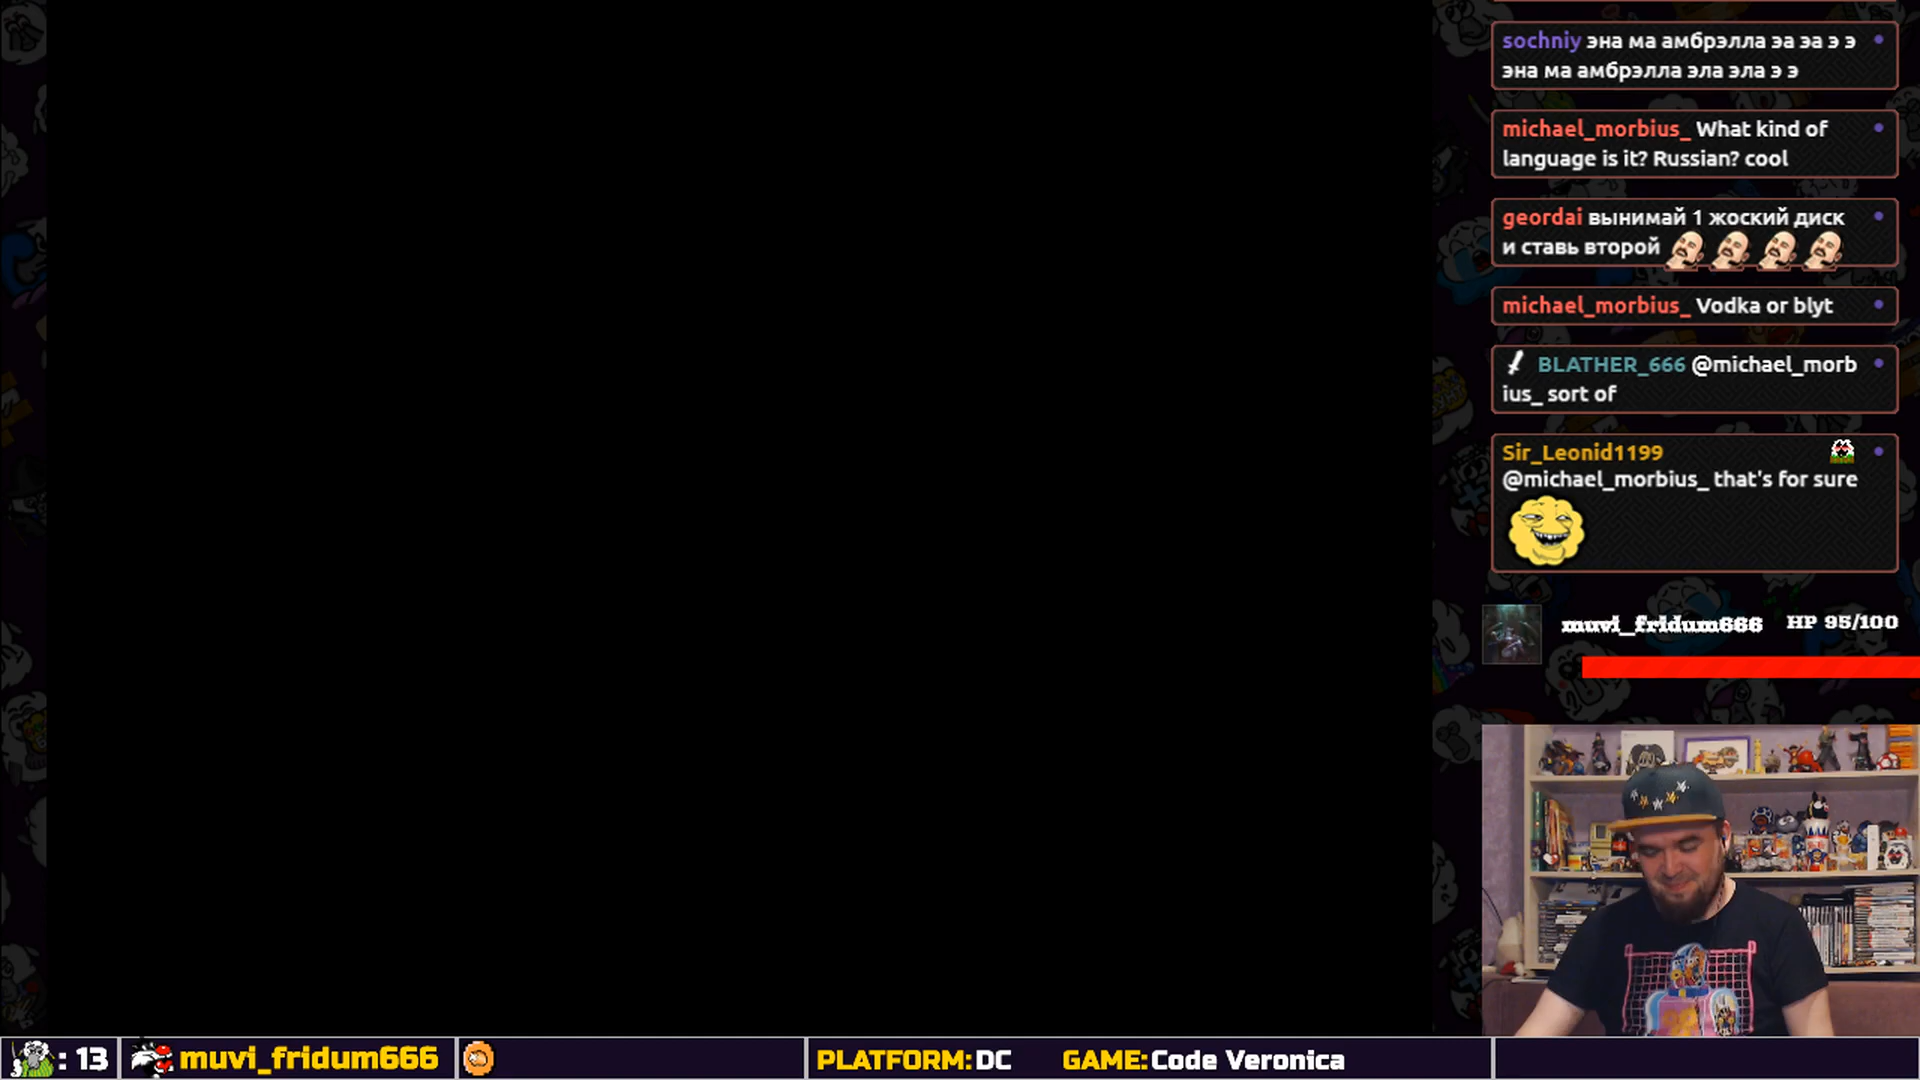 sochniy эна ма амбрэлла эа эа э э
эна ма амбрэлла эла эла э э
michael_morbius_ What kind of
language is it? Russian? cool
geordai вынимай 1 жоский диск
и ставь второй
michael_morbius_ Vodka or blyt
BLATHER_666 @michael_morb
ius_ sort of
Sir_Leonid1199
@michael_morbius_ that's for sure
muvi_fridum666 HP 95/100
: 13 muvi_fridum666 PLATFORM: DC GAME: Code Veronica